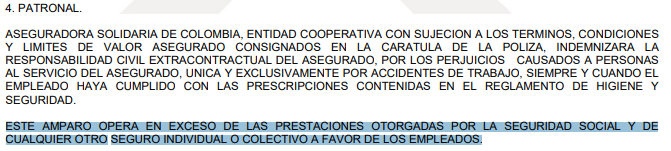 4. PATRONAL.
ASEGURADORA SOLIDARIA DE COLOMBIA, ENTIDAD COOPERATIVA CON SUJECION A LOS TERMINOS, CONDICIONES
Y LIMITES DE VALOR ASEGURADO CONSIGNADOS EN LA CARATULA DE LA POLIZA, INDEMNIZARA LA
RESPONSABILIDAD CIVIL EXTRACONTRACTUAL DEL ASEGURADO, POR LOS PERJUICIOS CAUSADOS A PERSONAS
AL SERVICIO DEL ASEGURADO, UNICA Y EXCLUSIVAMENTE POR ACCIDENTES DE TRABAJO, SIEMPRE Y CUANDO EL
EMPLEADO HAYA CUMPLIDO CON LAS PRESCRIPCIONES CONTENIDAS EN EL REGLAMENTO DE HIGIENE Y
SEGURIDAD.
ESTE AMPARO OPERA EN EXCESO DE LAS PRESTACIONES OTORGADAS POR LA SEGURIDAD SOCIAL Y DE
CUALQUIER OTRO SEGURO INDIVIDUAL O COLECTIVO A FAVOR DE LOS EMPLEADOS.